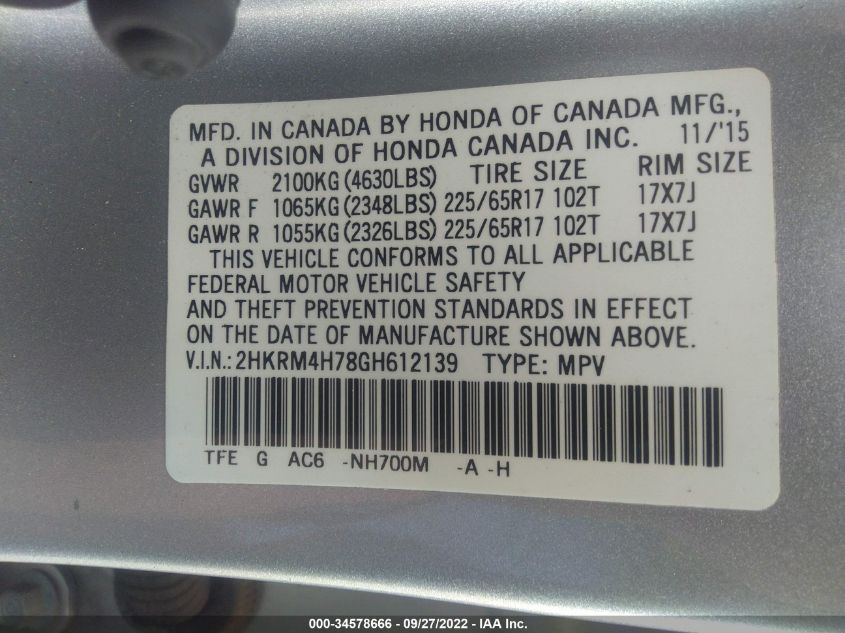 MFD. IN CANADA BY HONDA OF CANADA MFG.,
A DIVISION OF HONDA CANADA INC. 11/'15
GVWR 2100KG (4630LBS) TIRE SIZE RIM SIZE
GAWR F 1065KG (2348LBS) 225/65R17 102T 17X7J
GAWR R 1055KG (2326LBS) 225/65R17 102T 17X7J
THIS VEHICLE CONFORMS TO ALL APPLICABLE
FEDERAL MOTOR VEHICLE SAFETY
AND THEFT PREVENTION STANDARDS IN EFFECT
ON THE DATE OF MANUFACTURE SHOWN ABOVE.
V.I.N.: 2HKRM4H78GH612139 TYPE: MPV
TFE G AC6 -NH700M -A -H
000-34578666 - 09/27/2022 - IAA, Inc.